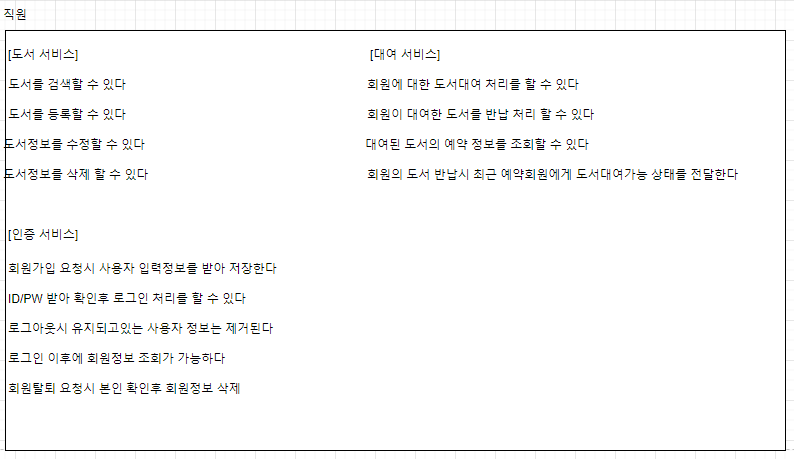 직원
[도서 서비스]
도서를 검색할 수 있다
도서를 등록할 수 있다
도서정보를 수정할 수 있다
도서정보를 삭제 할 수 있다
[대여 서비스]
회원에 대한 도서대여 처리를 할 수 있다
회원이 대여한 도서를 반납 처리 할 수 있다
대여된 도서의 예약 정보를 조회할 수 있다
회원의 도서 반납시 최근 예약회원에게 도서대여가능 상태를 전달한다
[인증 서비스]
회원가입 요청시 사용자 입력정보를 받아 저장한다
ID/PW 받아 확인후 로그인 처리를 할 수 있다
로그아웃시 유지되고있는 사용자 정보는 제거된다
로그인 이후에 회원정보 조회가 가능하다
회원탈퇴 요청시 본인 확인후 회원정보 삭제